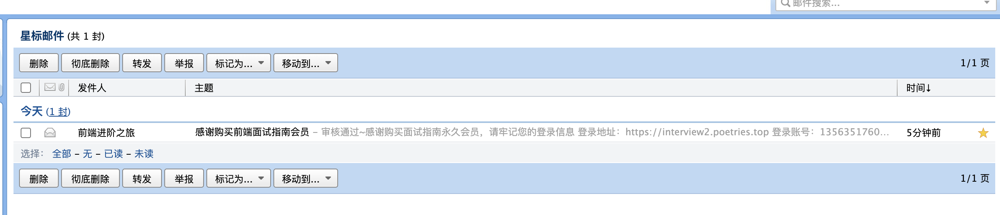 邮件搜索...
星标邮件 (共 1 封)
删除 彻底删除 转发 举报 标记为... 移动到... 1/1 页
发件人 主题 时间↓
今天 (1 封)
前端进阶之旅 感谢购买前端面试指南会员 - 审核通过~感谢购买面试指南永久会员，请牢记您的登录信息 登录地址：https://interview2.poetries.top 登录账号：1356351760... 5分钟前
选择： 全部 - 无 - 已读 - 未读
删除 彻底删除 转发 举报 标记为... 移动到... 1/1 页